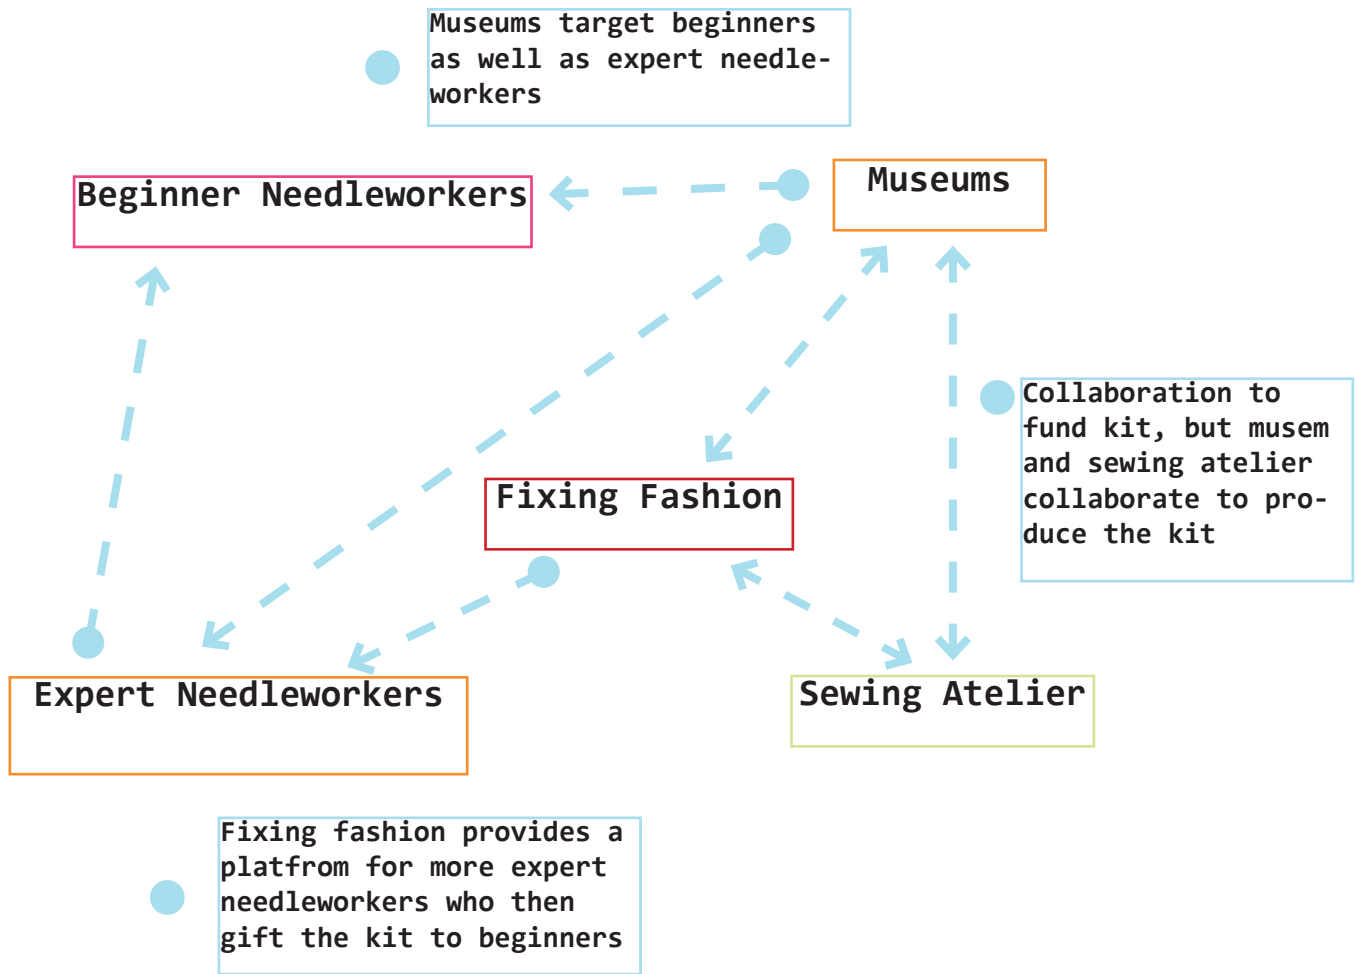 Museums target beginners
as well as expert needle-
workers
Beginner Needleworkers
Museums
Collaboration to
fund kit, but musem
and sewing atelier
collaborate to pro-
duce the kit
Fixing Fashion
Expert Needleworkers
Sewing Atelier
Fixing fashion provides a
platfrom for more expert
needleworkers who then
gift the kit to beginners